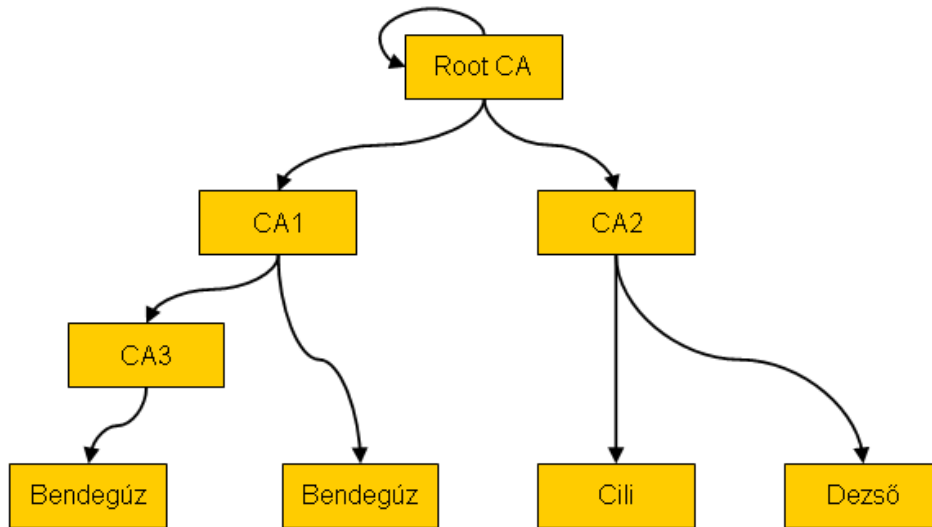 Root CA
CA1
CA2
CA3
Bendegúz
Bendegúz
Cili
Dezső